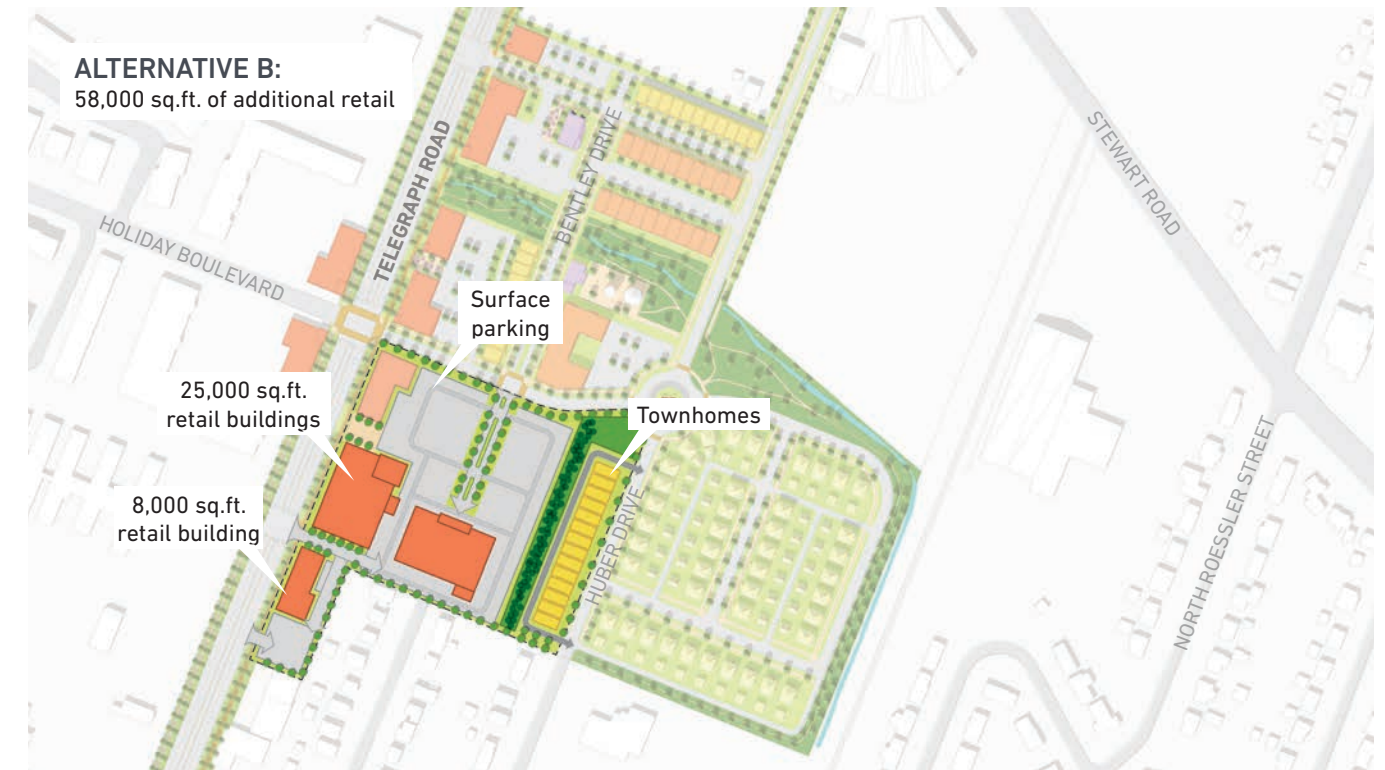 ALTERNATIVE B:
58,000 sq.ft. of additional retail
TELEGRAPH ROAD
BENTLEY DRIVE
STEWART ROAD
HOLIDAY BOULEVARD
Surface
parking
25,000 sq.ft.
retail buildings
Townhomes
8,000 sq.ft.
retail building
HUBER DRIVE
NORTH ROESSLER STREET